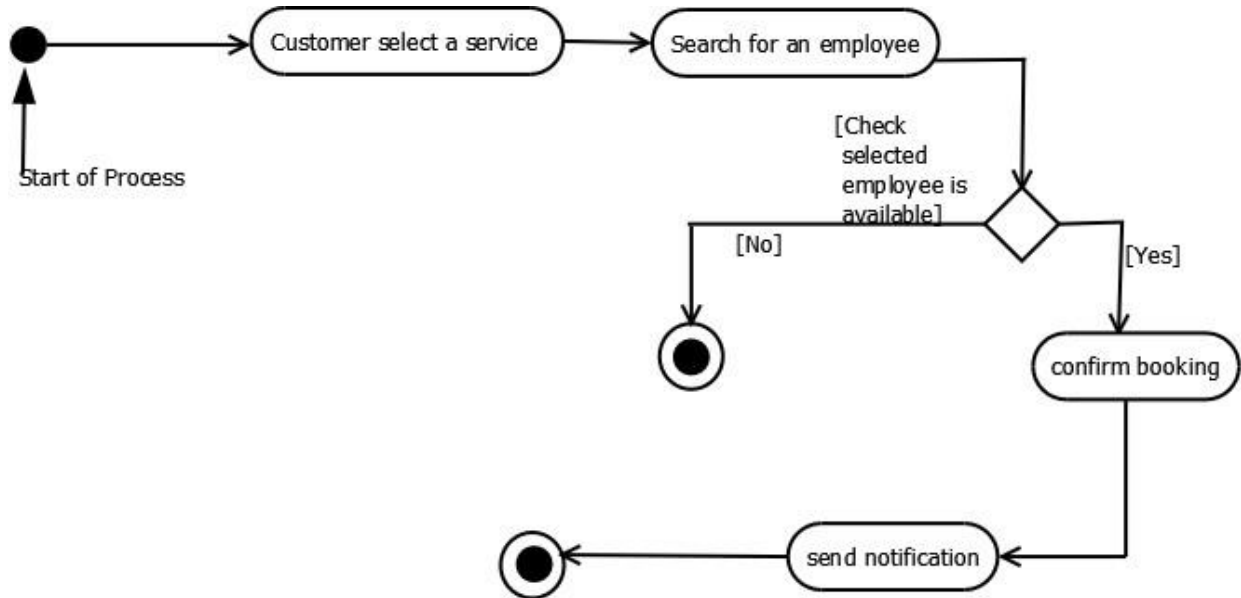 Customer select a service
Search for an employee
[Check
selected
employee is
available]
Start of Process
[No]
[Yes]
confirm booking
send notification